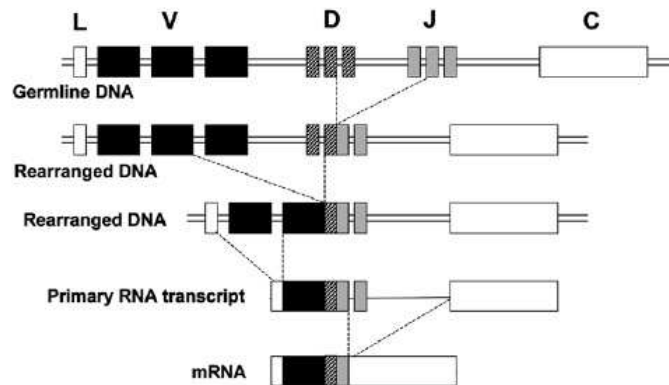 L V D J C
Germline DNA
Rearranged DNA
Rearranged DNA
Primary RNA transcript
mRNA